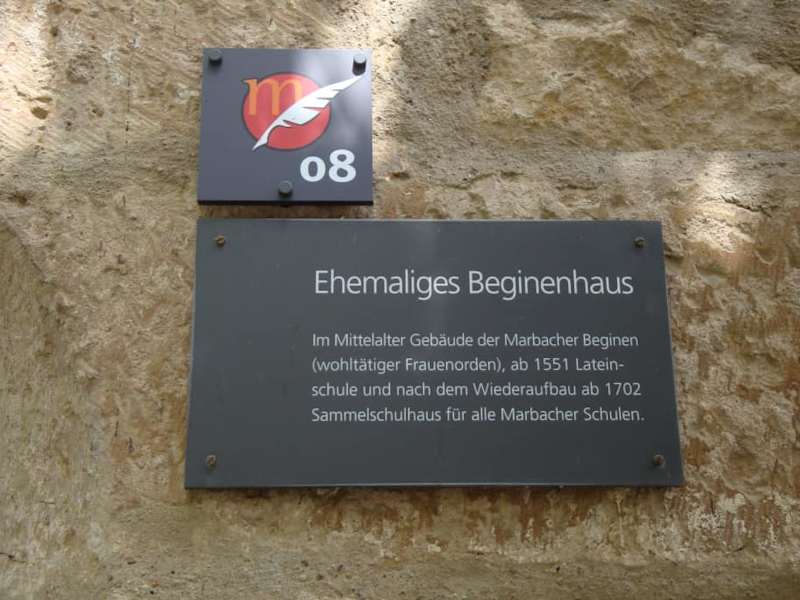 m
08
Ehemaliges Beginenhaus
Im Mittelalter Gebäude der Marbacher Beginen
(wohltätiger Frauenorden), ab 1551 Latein-
schule und nach dem Wiederaufbau ab 1702
Sammelschulhaus für alle Marbacher Schulen.